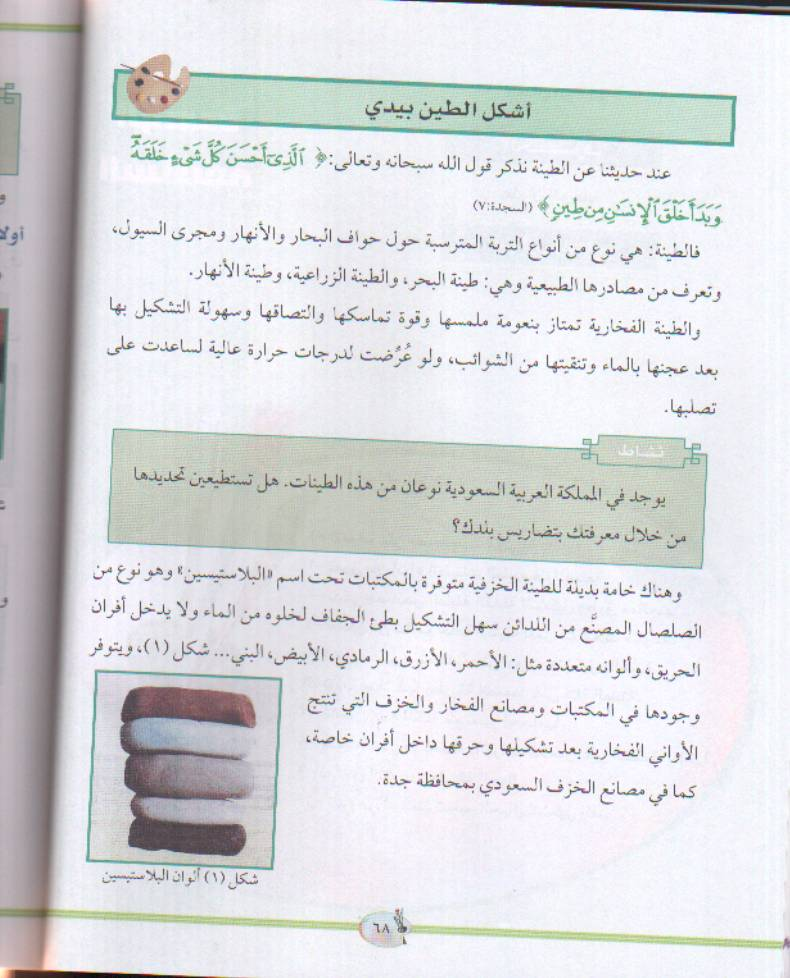 أشكل الطين بيدي
عند حديثنا عن الطينة نذكر قول الله سبحانه وتعالى: ﴿ ٱلَّذِىٓ أَحْسَنَ كُلَّ شَىْءٍ خَلَقَهُۥ
وَبَدَأَ خَلْقَ ٱلْإِنسَٰنِ مِن طِينٍ ﴾ (السجدة:٧)
فالطينة: هي نوع من أنواع التربة المترسبة حول حواف البحار والأنهار ومجرى السيول،
وتعرف من مصادرها الطبيعية وهي: طينة البحر، والطينة الزراعية، وطينة الأنهار.
والطينة الفخارية تمتاز بنعومة ملمسها وقوة تماسكها والتصاقها وسهولة التشكيل بها
بعد عجنها بالماء وتنقيتها من الشوائب، ولو عُرِّضت لدرجات حرارة عالية لساعدت على
تصلبها.
نشاط
يوجد في المملكة العربية السعودية نوعان من هذه الطينات. هل تستطيعين تحديدها
من خلال معرفتك بتضاريس بلدك؟
وهناك خامة بديلة للطينة الخزفية متوفرة بالمكتبات تحت اسم «البلاستيسين» وهو نوع من
الصلصال المصنَّع من اللدائن سهل التشكيل بطئ الجفاف لخلوه من الماء ولا يدخل أفران
الحريق، وألوانه متعددة مثل: الأحمر، الأزرق، الرمادي، الأبيض، البني... شكل (١)، ويتوفر
وجودها في المكتبات ومصانع الفخار والخزف التي تنتج
الأواني الفخارية بعد تشكيلها وحرقها داخل أفران خاصة،
كما في مصانع الخزف السعودي بمحافظة جدة.
شكل (١) ألوان البلاستيسين
٦٨